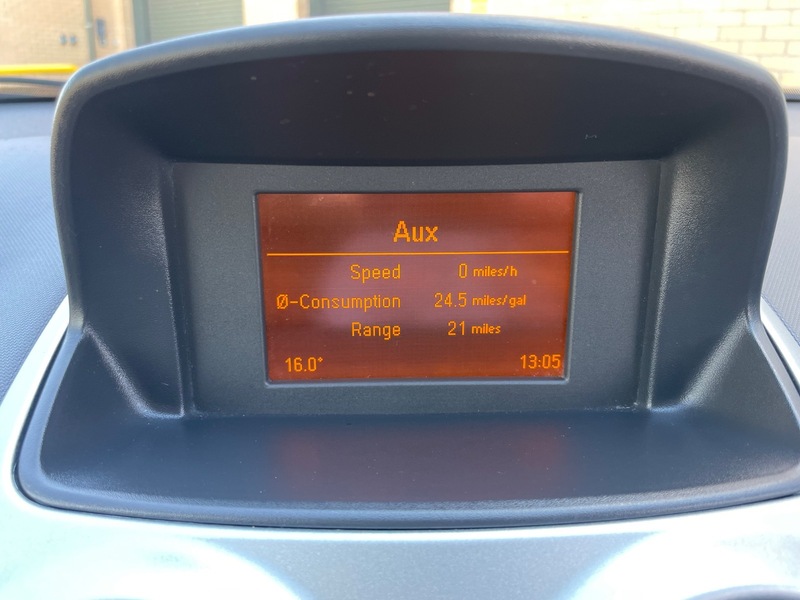 Aux
Speed 0 miles/h
Ø-Consumption 24.5 miles/gal
Range 21 miles
16.0° 13:05